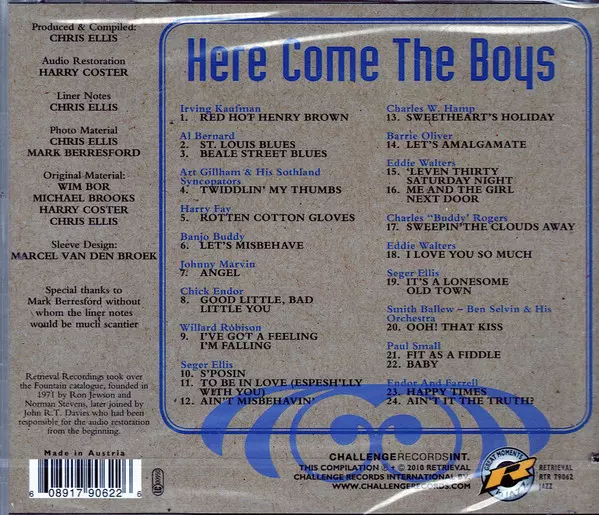 Produced & Compiled:
CHRIS ELLIS
Audio Restoration
HARRY COSTER
Liner Notes
CHRIS ELLIS
Photo Material
CHRIS ELLIS
MARK BERRESFORD
Original Material:
WIM BOR
MICHAEL BROOKS
HARRY COSTER
CHRIS ELLIS
Sleeve Design:
MARCEL VAN DEN BROEK
Special thanks to
Mark Berresford without
whom the liner notes
would be much scantier
Retrieval Recordings took over
the Fountain catalogue, founded in
1971 by Ron Jewson and
Norman Stevens, later joined by
John R.T. Davies who had been
responsible for the audio restoration
from the beginning.
Made in Austria
6 08917 90622 6
Here Come The Boys
Irving Kaufman
1. RED HOT HENRY BROWN
Al Bernard
2. ST. LOUIS BLUES
3. BEALE STREET BLUES
Art Gillham & His Sothland
Syncopators
4. TWIDDLIN' MY THUMBS
Harry Fay
5. ROTTEN COTTON GLOVES
Banjo Buddy
6. LET'S MISBEHAVE
Johnny Marvin
7. ANGEL
Chick Endor
8. GOOD LITTLE, BAD
LITTLE YOU
Willard Robison
9. I'VE GOT A FEELING
I'M FALLING
Seger Ellis
10. S'POSIN
11. TO BE IN LOVE (ESPESH'LLY
WITH YOU)
12. AIN'T MISBEHAVIN'
Charles W. Hamp
13. SWEETHEART'S HOLIDAY
Barrie Oliver
14. LET'S AMALGAMATE
Eddie Walters
15. 'LEVEN THIRTY
SATURDAY NIGHT
16. ME AND THE GIRL
NEXT DOOR
Charles "Buddy' Rogers
17. SWEEPIN'THE CLOUDS AWAY
Eddie Walters
18. I LOVE YOU SO MUCH
Seger Ellis
19. IT'S A LONESOME
OLD TOWN
Smith Ballew – Ben Selvin & His
Orchestra
20. OOH! THAT KISS
Paul Small
21. FIT AS A FIDDLE
22. BABY
Endor And Farrell
23. HAPPY TIMES
24. AIN'T IT THE TRUTH?
CHALLENGERECORDSINT.
THIS COMPILATION ℗ • © 2010 RETRIEVAL
CHALLENGE RECORDS INTERNATIONAL BV
WWW.CHALLENGERECORDS.COM
GREAT MOMENTS
R
IN JAZZ
RETRIEVAL
RTR 79062
JAZZ